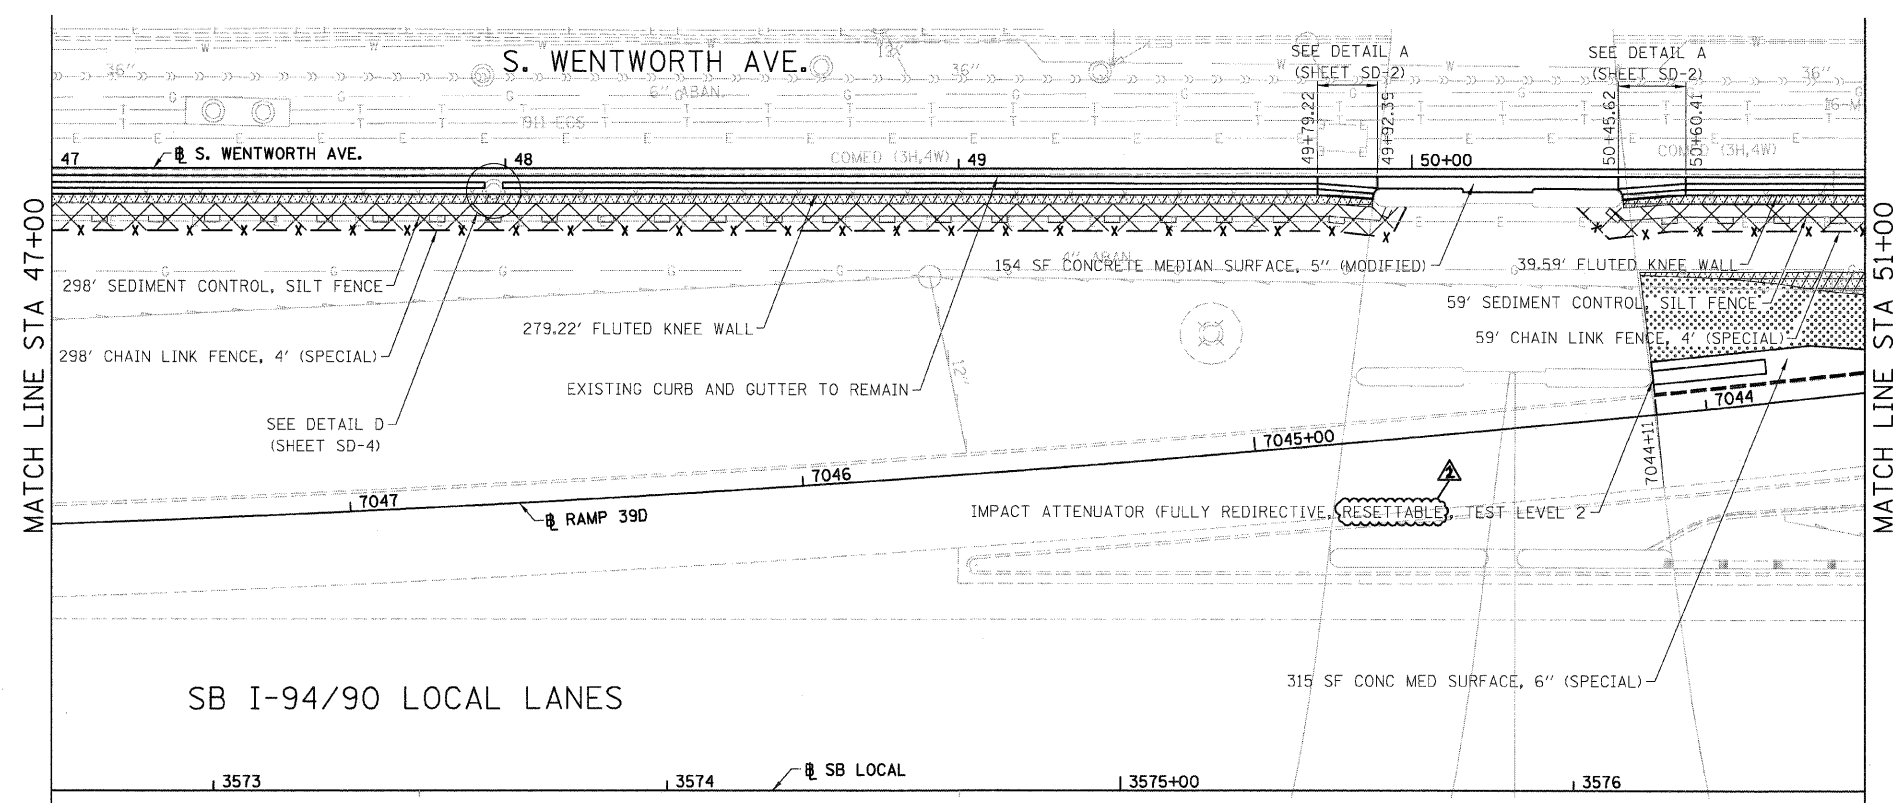 S. WENTWORTH AVE.
SEE DETAIL A
(SHEET SD-2)
SEE DETAIL A
(SHEET SD-2)
36"
12"
36"
36"
6" ABAN.
49+79.22
49+92.39
50+45.62
50+60.41
47
℄ S. WENTWORTH AVE.
48
COMED (3H,4W)
49
50+00
COMED (3H,4W)
MATCH LINE STA 47+00
MATCH LINE STA 51+00
298' SEDIMENT CONTROL, SILT FENCE
4" ABAN.
154 SF CONCRETE MEDIAN SURFACE, 5" (MODIFIED)
39.59' FLUTED KNEE WALL
59' SEDIMENT CONTROL, SILT FENCE
279.22' FLUTED KNEE WALL
59' CHAIN LINK FENCE, 4' (SPECIAL)
298' CHAIN LINK FENCE, 4' (SPECIAL)
12"
EXISTING CURB AND GUTTER TO REMAIN
7044
SEE DETAIL D
(SHEET SD-4)
7045+00
7044+11
7046
7047
2
℄ RAMP 39D
IMPACT ATTENUATOR (FULLY REDIRECTIVE, RESETTABLE), TEST LEVEL 2
315 SF CONC MED SURFACE, 6" (SPECIAL)
SB I-94/90 LOCAL LANES
℄ SB LOCAL
3573
3574
3575+00
3576